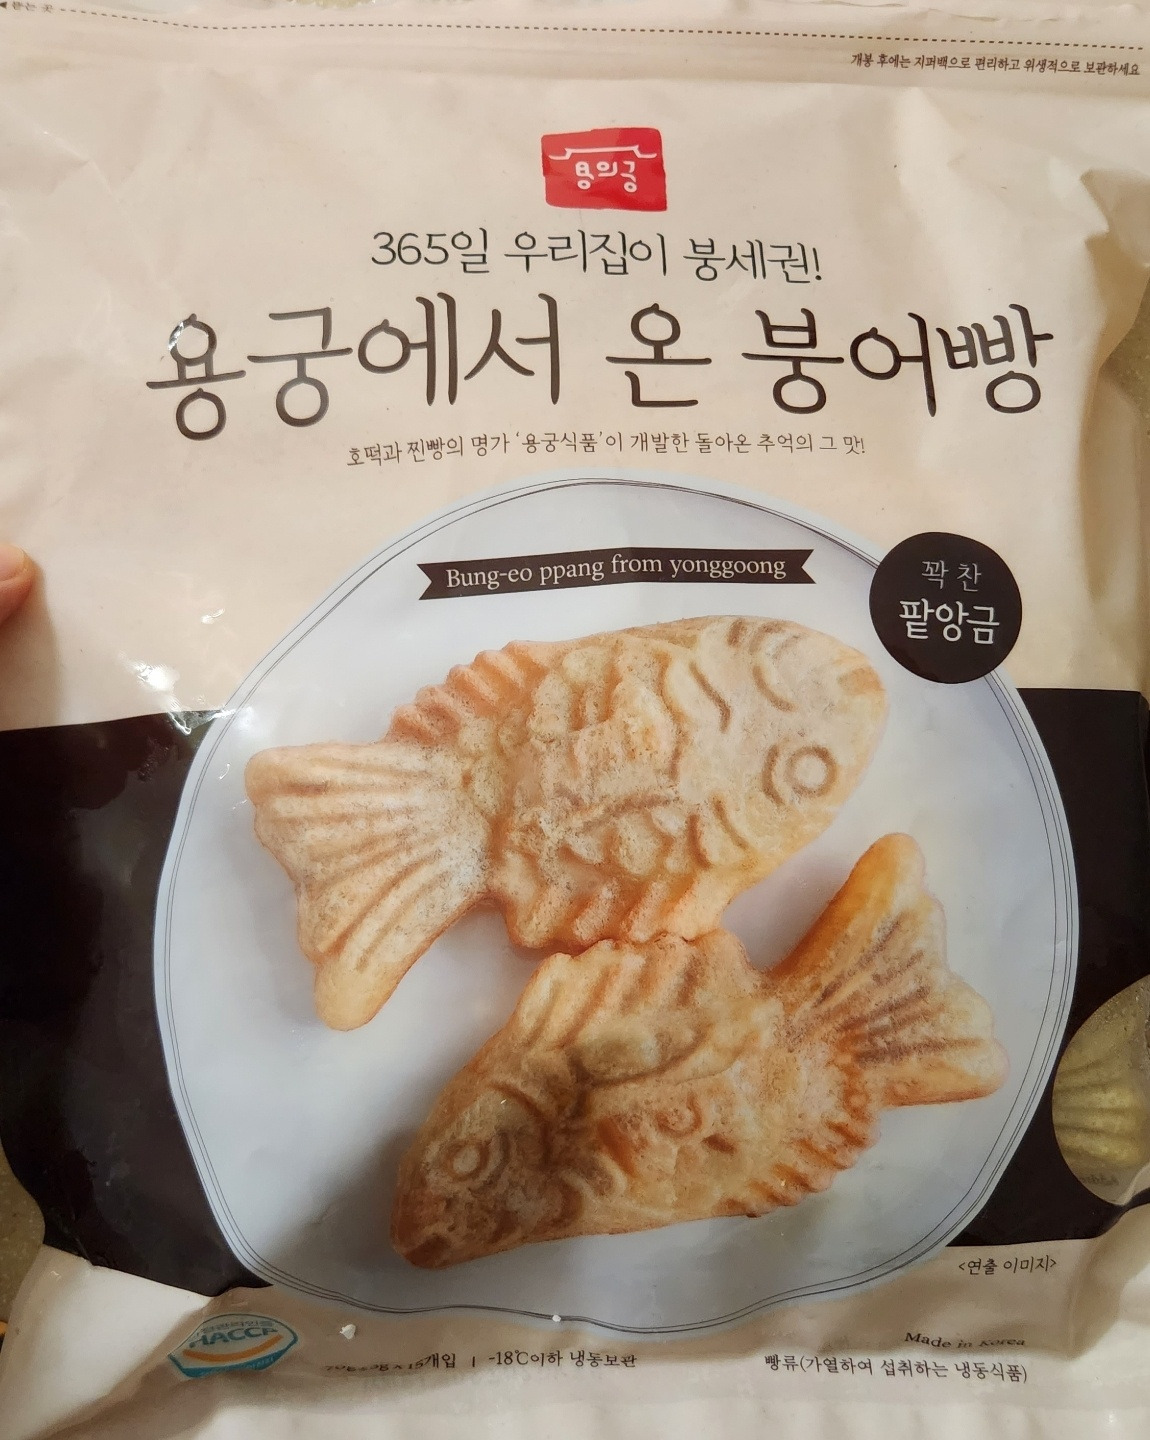 ◀ 뜯는 곳
개봉 후에는 지퍼백으로 편리하고 위생적으로 보관하세요
용의궁
365일 우리집이 붕세권!
용궁에서 온 붕어빵
호떡과 찐빵의 명가 '용궁식품'이 개발한 돌아온 추억의 그 맛!
Bung-eo ppang from yonggoong
꽉 찬
팥앙금
<연출 이미지>
HACCP
Made in Korea
x 15개입 | -18℃이하 냉동보관
빵류(가열하여 섭취하는 냉동식품)